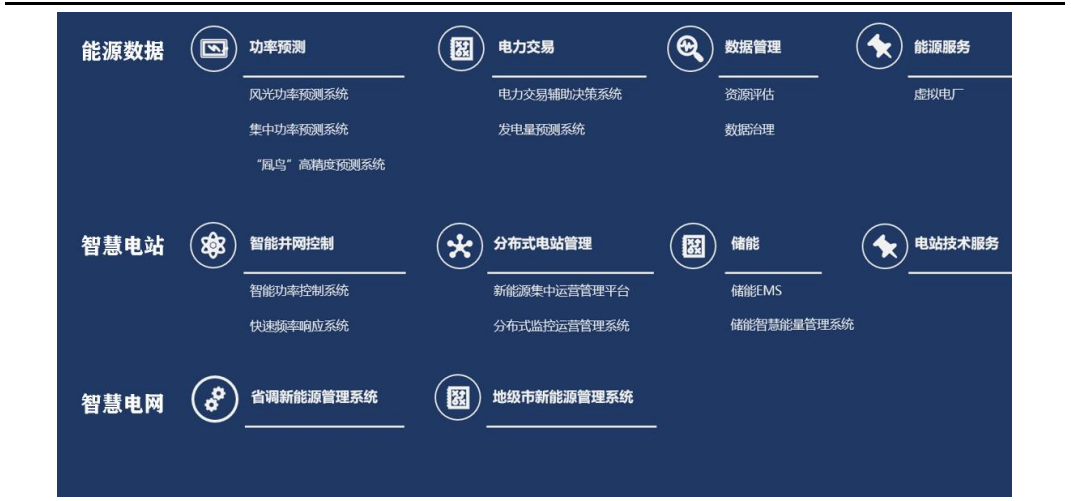 能源数据
功率预测
电力交易
数据管理
能源服务
风光功率预测系统
电力交易辅助决策系统
资源评估
虚拟电厂
集中功率预测系统
发电量预测系统
数据治理
“凮鸟”高精度预测系统
智慧电站
智能并网控制
分布式电站管理
储能
电站技术服务
智能功率控制系统
新能源集中运营管理平台
储能EMS
快速频率响应系统
分布式监控运营管理系统
储能智慧能量管理系统
智慧电网
省调新能源管理系统
地级市新能源管理系统